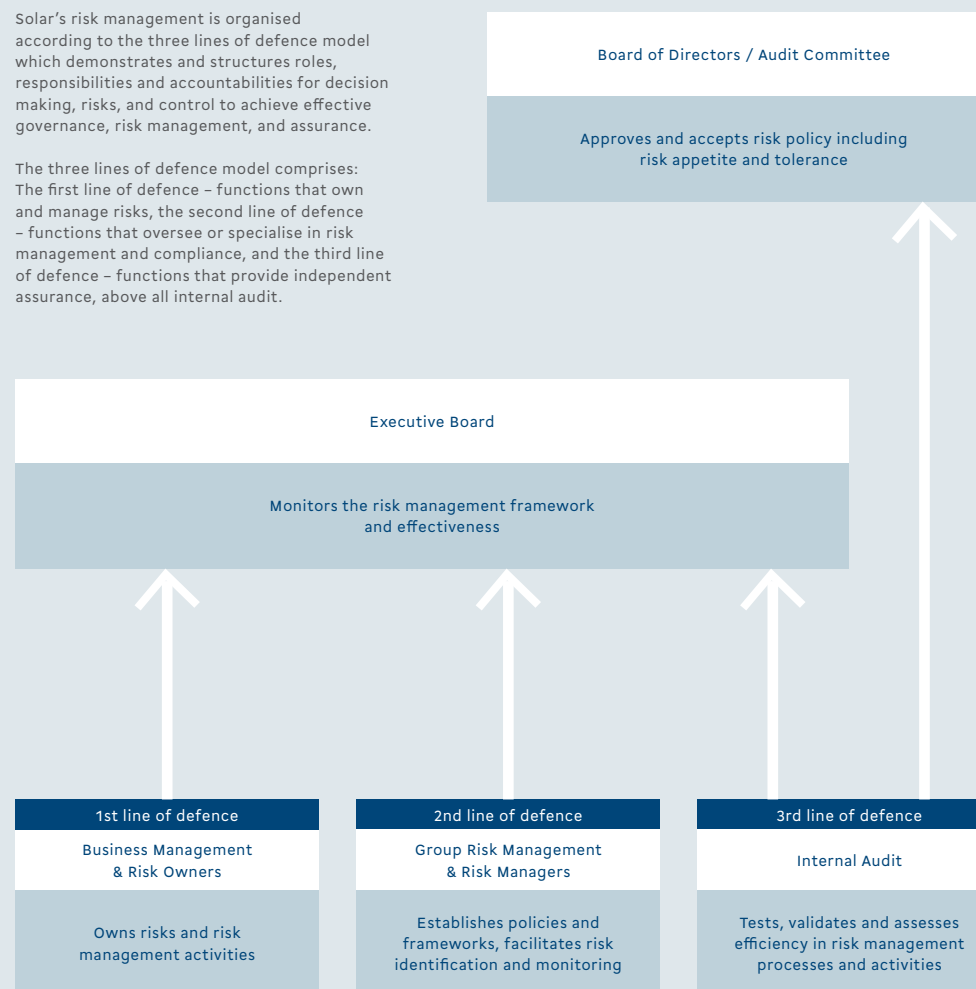 Solar's risk management is organised
according to the three lines of defence model
which demonstrates and structures roles,
responsibilities and accountabilities for decision
making, risks, and control to achieve effective
governance, risk management, and assurance.
The three lines of defence model comprises:
The first line of defence – functions that own
and manage risks, the second line of defence
– functions that oversee or specialise in risk
management and compliance, and the third line
of defence – functions that provide independent
assurance, above all internal audit.
Board of Directors / Audit Committee
Approves and accepts risk policy including
risk appetite and tolerance
Executive Board
Monitors the risk management framework
and effectiveness
1st line of defence
Business Management
& Risk Owners
Owns risks and risk
management activities
2nd line of defence
Group Risk Management
& Risk Managers
Establishes policies and
frameworks, facilitates risk
identification and monitoring
3rd line of defence
Internal Audit
Tests, validates and assesses
efficiency in risk management
processes and activities